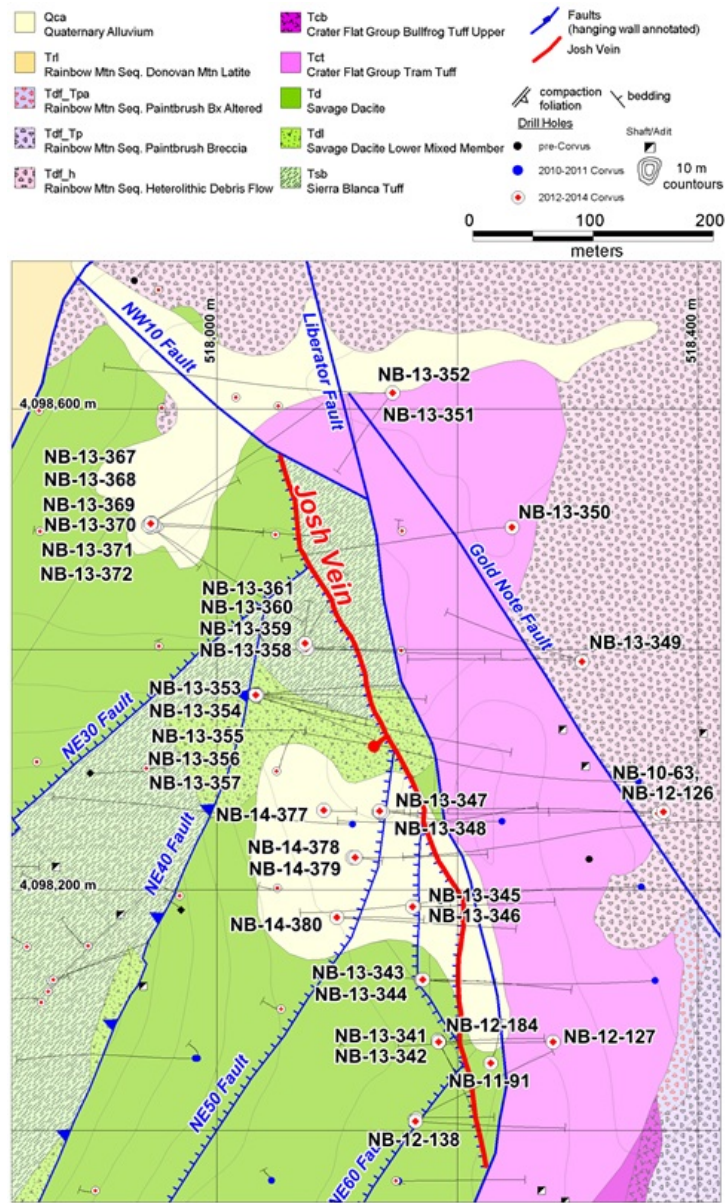 Qca
Quaternary Alluvium
Trl
Rainbow Mtn Seq. Donovan Mtn Latite
Tdf_Tpa
Rainbow Mtn Seq. Paintbrush Bx Altered
Tdf_Tp
Rainbow Mtn Seq. Paintbrush Breccia
Tdf_h
Rainbow Mtn Seq. Heterolithic Debris Flow
Tcb
Crater Flat Group Bullfrog Tuff Upper
Tct
Crater Flat Group Tram Tuff
Td
Savage Dacite
Tdl
Savage Dacite Lower Mixed Member
Tsb
Sierra Blanca Tuff
Faults
(hanging wall annotated)
Josh Vein
compaction
foliation
bedding
Drill Holes
pre-Corvus
2010-2011 Corvus
2012-2014 Corvus
Shaft/Adit
10 m
countours
0 100 200
meters
NW10 Fault
518,000 m
Liberator Fault
518,400 m
NB-13-352
NB-13-351
4,098,600 m
NB-13-367
NB-13-368
NB-13-369
NB-13-370
NB-13-371
NB-13-372
Josh Vein
NB-13-350
Gold Note Fault
NB-13-361
NB-13-360
NB-13-359
NB-13-358
NB-13-349
NE30 Fault
NB-13-353
NB-13-354
NB-13-355
NB-13-356
NB-13-357
NB-10-63,
NB-12-126
NE40 Fault
NB-14-377
NB-13-347
NB-13-348
NB-14-378
NB-14-379
4,098,200 m
NB-13-345
NB-13-346
NB-14-380
NB-13-343
NB-13-344
NB-13-341
NB-13-342
NB-12-184
NB-12-127
NE50 Fault
NB-11-91
NB-12-138
NE60 Fau